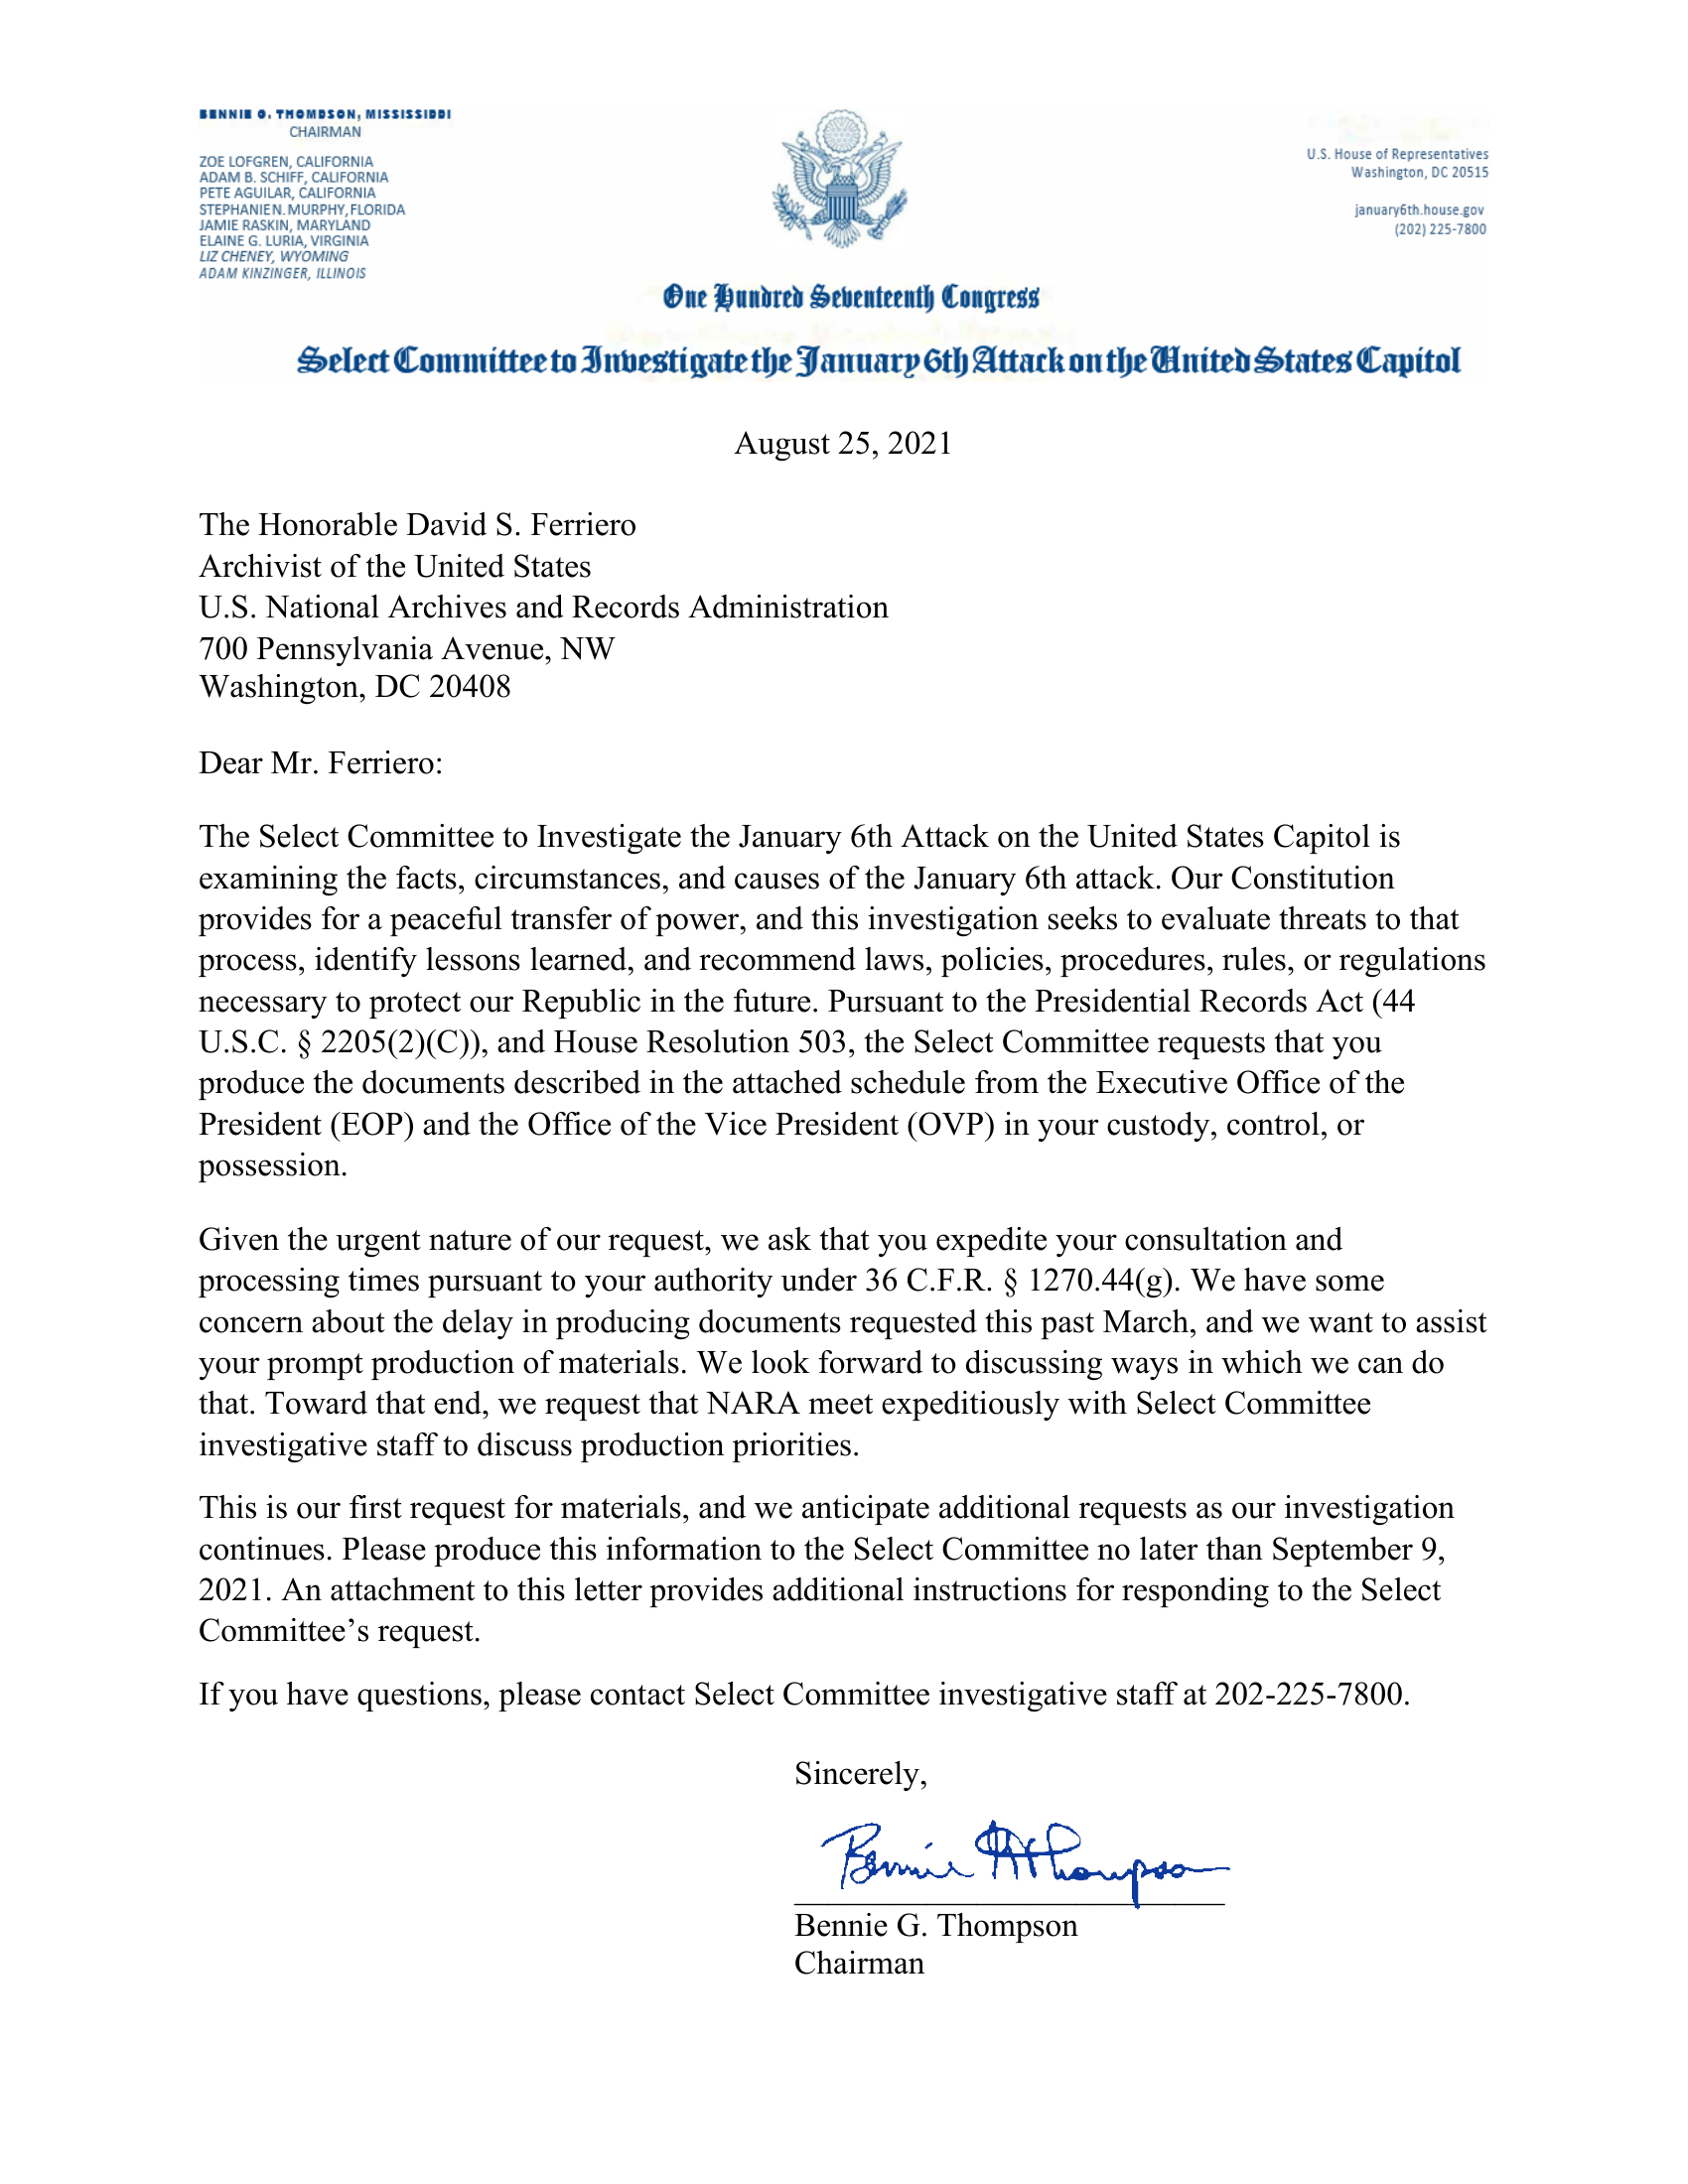 BENNIE G. THOMPSON, MISSISSIPPI
CHAIRMAN
ZOE LOFGREN, CALIFORNIA
ADAM B. SCHIFF, CALIFORNIA
PETE AGUILAR, CALIFORNIA
STEPHANIE N. MURPHY, FLORIDA
JAMIE RASKIN, MARYLAND
ELAINE G. LURIA, VIRGINIA
LIZ CHENEY, WYOMING
ADAM KINZINGER, ILLINOIS
U.S. House of Representatives
Washington, DC 20515
january6th.house.gov
(202) 225-7800
One Hundred Seventeenth Congress
Select Committee to Investigate the January 6th Attack on the United States Capitol
August 25, 2021
The Honorable David S. Ferriero
Archivist of the United States
U.S. National Archives and Records Administration
700 Pennsylvania Avenue, NW
Washington, DC 20408
Dear Mr. Ferriero:
The Select Committee to Investigate the January 6th Attack on the United States Capitol is
examining the facts, circumstances, and causes of the January 6th attack. Our Constitution
provides for a peaceful transfer of power, and this investigation seeks to evaluate threats to that
process, identify lessons learned, and recommend laws, policies, procedures, rules, or regulations
necessary to protect our Republic in the future. Pursuant to the Presidential Records Act (44
U.S.C. § 2205(2)(C)), and House Resolution 503, the Select Committee requests that you
produce the documents described in the attached schedule from the Executive Office of the
President (EOP) and the Office of the Vice President (OVP) in your custody, control, or
possession.
Given the urgent nature of our request, we ask that you expedite your consultation and
processing times pursuant to your authority under 36 C.F.R. § 1270.44(g). We have some
concern about the delay in producing documents requested this past March, and we want to assist
your prompt production of materials. We look forward to discussing ways in which we can do
that. Toward that end, we request that NARA meet expeditiously with Select Committee
investigative staff to discuss production priorities.
This is our first request for materials, and we anticipate additional requests as our investigation
continues. Please produce this information to the Select Committee no later than September 9,
2021. An attachment to this letter provides additional instructions for responding to the Select
Committee’s request.
If you have questions, please contact Select Committee investigative staff at 202-225-7800.
Sincerely,
Bennie G. Thompson
Bennie G. Thompson
Chairman